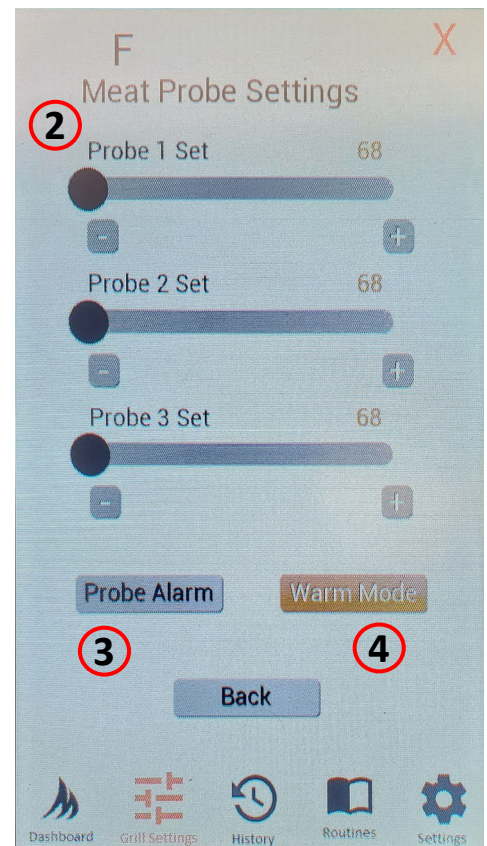 F X
Meat Probe Settings
2
Probe 1 Set 68
- +
Probe 2 Set 68
- +
Probe 3 Set 68
- +
Probe Alarm Warm Mode
3 4
Back
Dashboard Grill Settings History Routines Settings